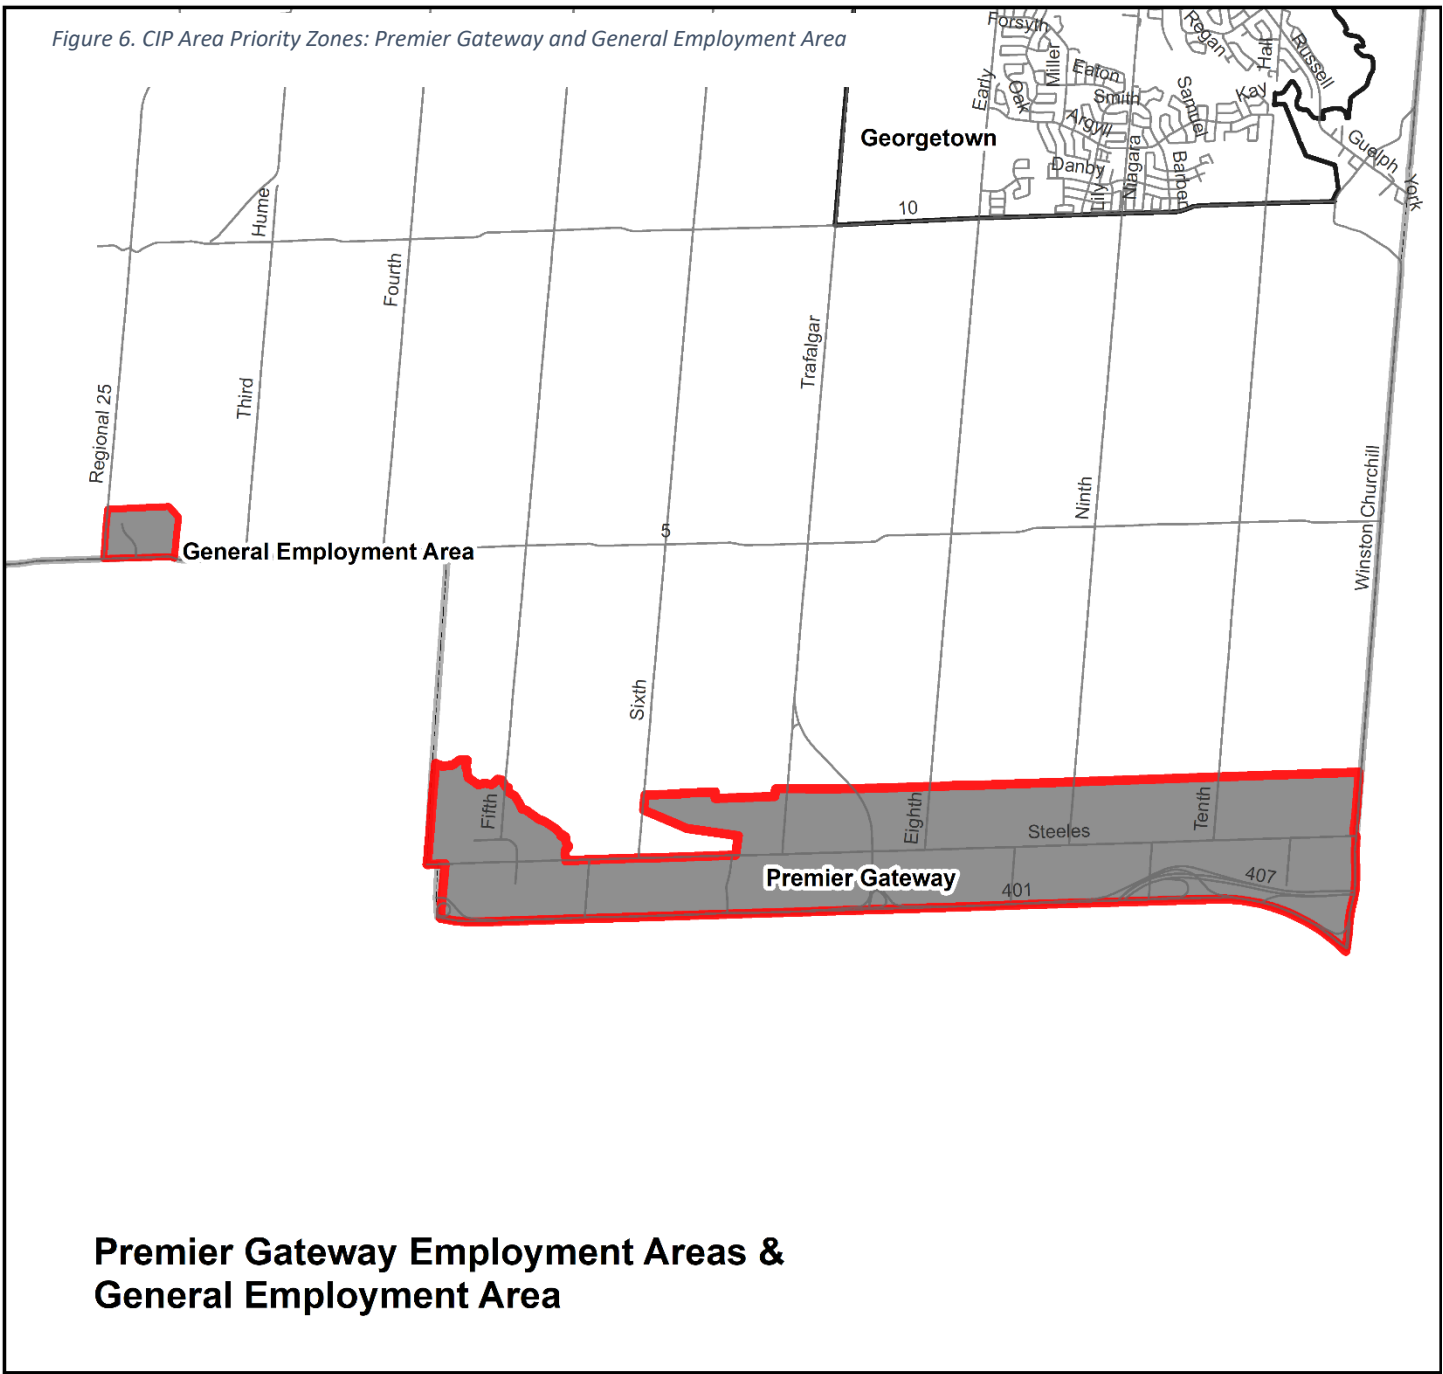 Figure 6. CIP Area Priority Zones: Premier Gateway and General Employment Area
Forsyth
Regan
Hall
Russell
Miller
Eaton
Early
Oak
Smith
Samuel
Kay
Argyll
Georgetown
Guelph
Danby
Niagara
Barber
Lily
York
10
Hume
Fourth
Trafalgar
Third
Regional 25
Ninth
Winston Churchill
5
General Employment Area
Sixth
Fifth
Eighth
Tenth
Steeles
Premier Gateway
401
407
Premier Gateway Employment Areas &
General Employment Area